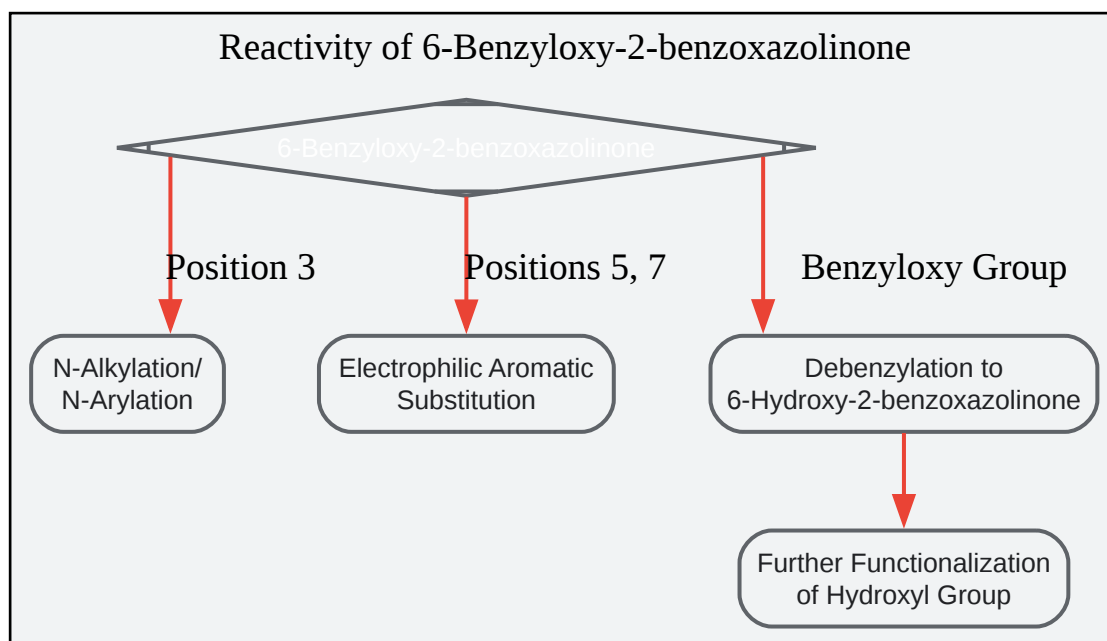 Reactivity of 6-Benzyloxy-2-benzoxazolinone
6-Benzyloxy-2-benzoxazolinone
Position 3
Positions 5, 7
Benzyloxy Group
N-Alkylation/
N-Arylation
Electrophilic Aromatic
Substitution
Debenzylation to
6-Hydroxy-2-benzoxazolinone
Further Functionalization
of Hydroxyl Group